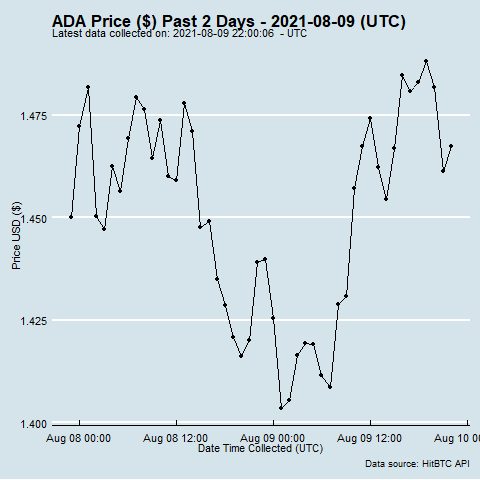 ADA Price ($) Past 2 Days - 2021-08-09 (UTC)
Latest data collected on: 2021-08-09 22:00:06  - UTC
Price USD ($)
1.475
1.450
1.425
1.400
Aug 08 00:00 Aug 08 12:00 Aug 09 00:00 Aug 09 12:00 Aug 10 00
Date Time Collected (UTC)
Data source: HitBTC API